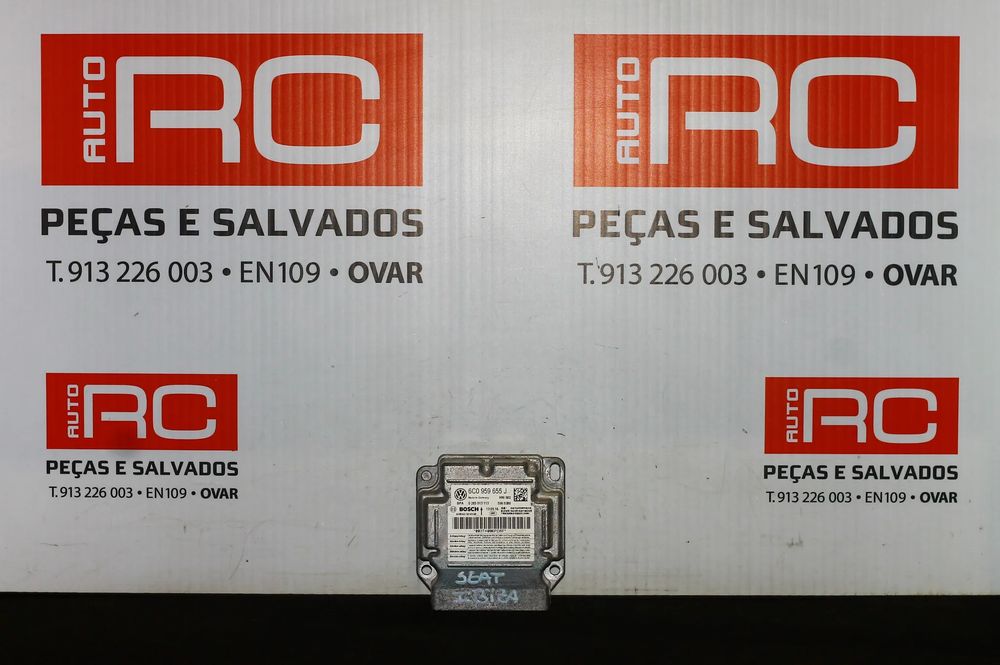 AUTO RC
PEÇAS E SALVADOS
T. 913 226 003 • EN109 • OVAR
AUTO RC
PEÇAS E SALVADOS
T. 913 226 003 • EN109 • OVAR
AUTO RC
PEÇAS E SALVADOS
T. 913 226 003 • EN109 • OVAR
AUTO RC
PEÇAS E SALVADOS
T. 913 226 003 • EN109 • OVAR
6C0 959 655 J
BOSCH
SEAT
IBIZA